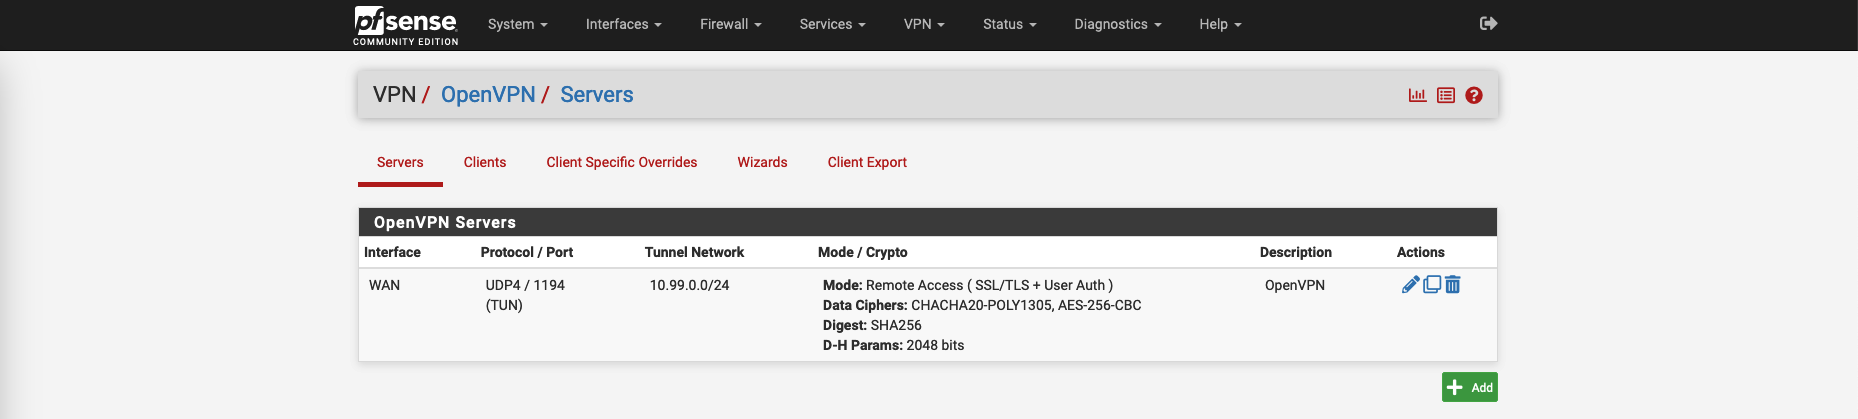 pfsense
COMMUNITY EDITION
System Interfaces Firewall Services VPN Status Diagnostics Help
VPN / OpenVPN / Servers
Servers Clients Client Specific Overrides Wizards Client Export
OpenVPN Servers
Interface Protocol / Port Tunnel Network Mode / Crypto Description Actions
WAN UDP4 / 1194 10.99.0.0/24 Mode: Remote Access ( SSL/TLS + User Auth ) OpenVPN
(TUN) Data Ciphers: CHACHA20-POLY1305, AES-256-CBC
Digest: SHA256
D-H Params: 2048 bits
Add